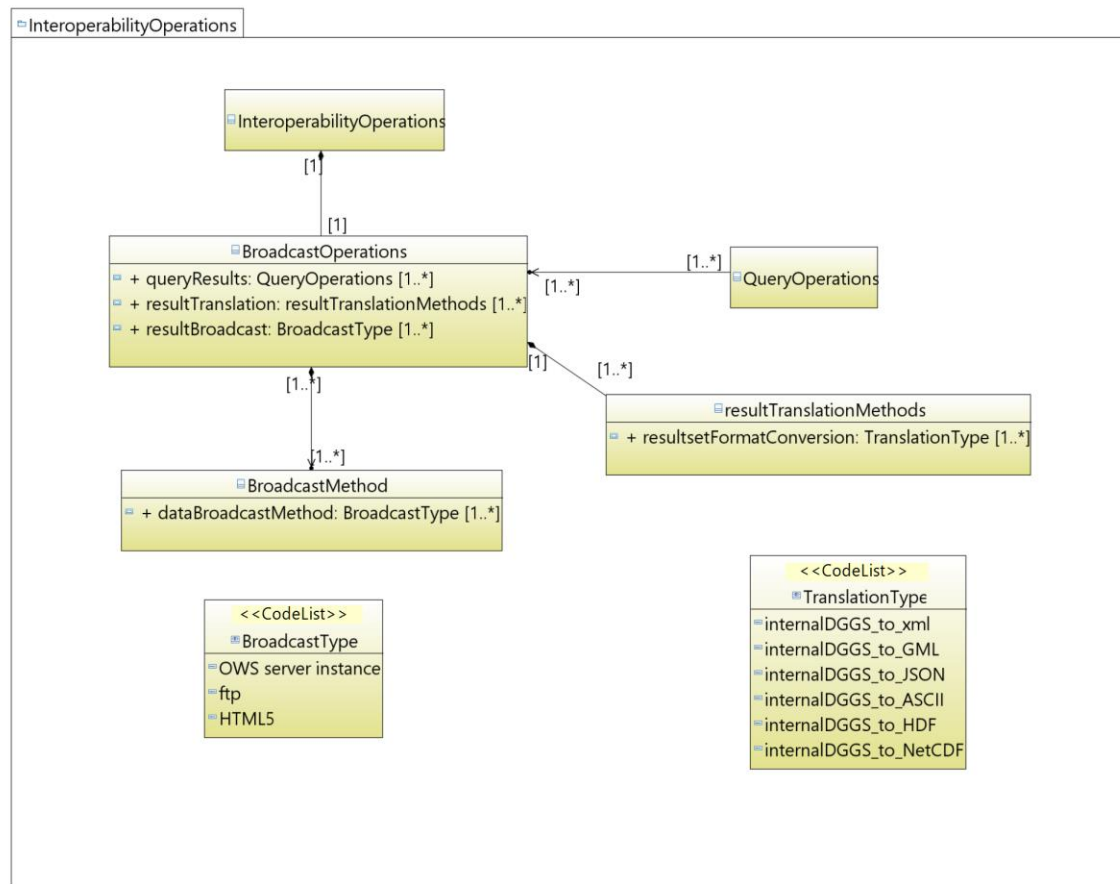 InteroperabilityOperations
InteroperabilityOperations
[1]
[1]
BroadcastOperations
+ queryResults: QueryOperations [1..*]
+ resultTranslation: resultTranslationMethods [1..*]
+ resultBroadcast: BroadcastType [1..*]
[1..*]
[1..*]
QueryOperations
[1]
[1..*]
resultTranslationMethods
+ resultsetFormatConversion: TranslationType [1..*]
[1..*]
[1..*]
BroadcastMethod
+ dataBroadcastMethod: BroadcastType [1..*]
<<CodeList>>
BroadcastType
OWS server instance
ftp
HTML5
<<CodeList>>
TranslationType
internalDGGS_to_xml
internalDGGS_to_GML
internalDGGS_to_JSON
internalDGGS_to_ASCII
internalDGGS_to_HDF
internalDGGS_to_NetCDF